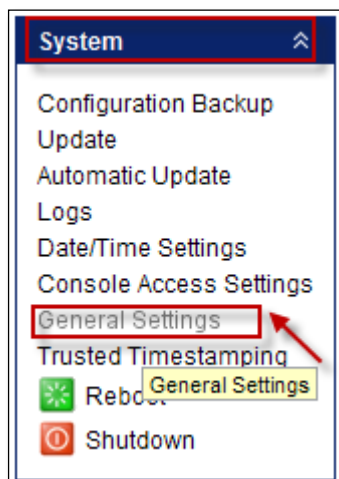 System
Configuration Backup
Update
Automatic Update
Logs
Date/Time Settings
Console Access Settings
General Settings
Trusted Timestamping
General Settings
Shutdown